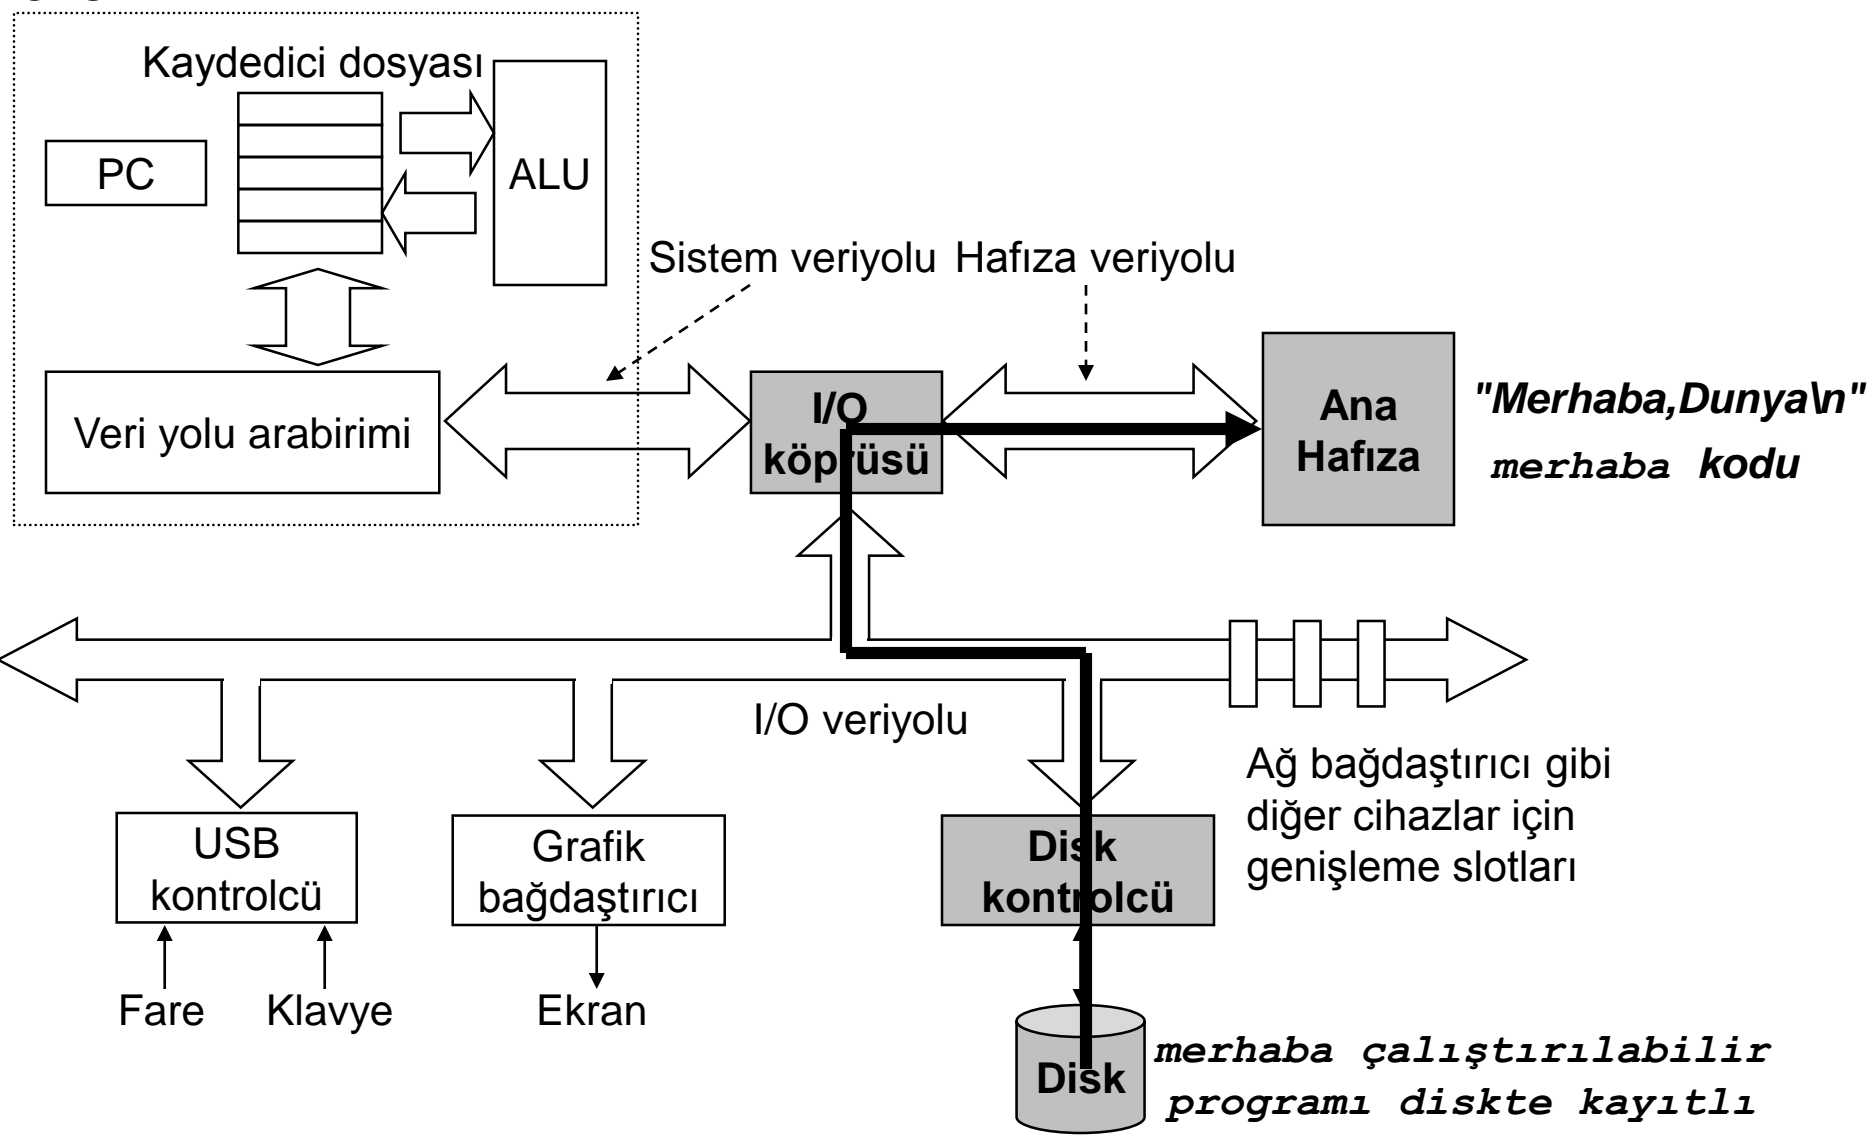 Kaydedici dosyası
PC
ALU
Sistem veriyolu
Hafıza veriyolu
Veri yolu arabirimi
I/O
köprüsü
Ana
Hafıza
"Merhaba,Dunya\n"
merhaba kodu
I/O veriyolu
Ağ bağdaştırıcı gibi
diğer cihazlar için
genişleme slotları
USB
kontrolcü
Grafik
bağdaştırıcı
Disk
kontrolcü
Fare
Klavye
Ekran
Disk
merhaba çalıştırılabilir
programı diskte kayıtlı